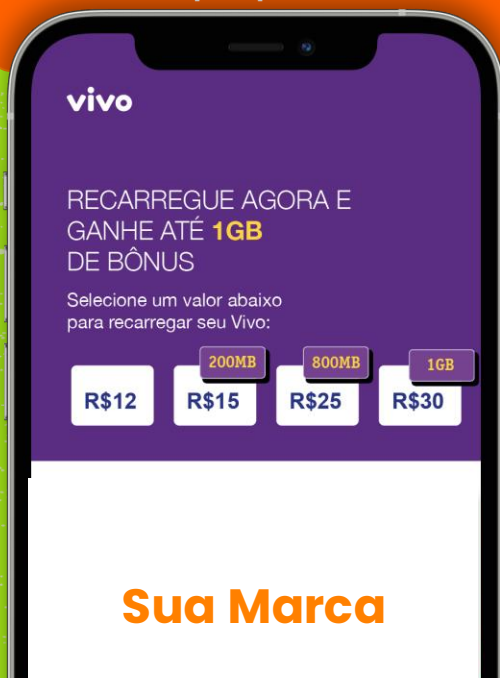 vivo
RECARREGUE AGORA E
GANHE ATÉ 1GB
DE BÔNUS
Selecione um valor abaixo
para recarregar seu Vivo:
200MB
800MB
1GB
R$12
R$15
R$25
R$30
Sua Marca